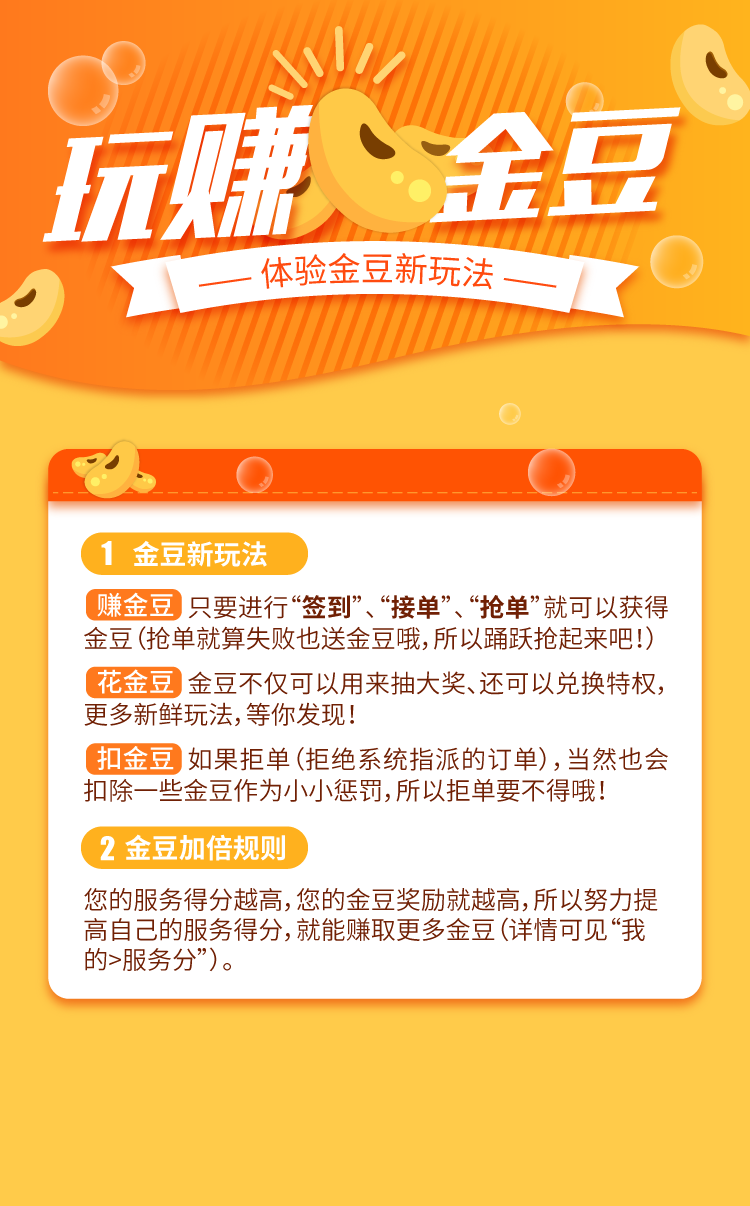 玩赚金豆
体验金豆新玩法
1 金豆新玩法
赚金豆 只要进行“签到”、“接单”、“抢单”就可以获得
金豆（抢单就算失败也送金豆哦，所以踊跃抢起来吧！）
花金豆 金豆不仅可以用来抽大奖、还可以兑换特权，
更多新鲜玩法，等你发现！
扣金豆 如果拒单（拒绝系统指派的订单），当然也会
扣除一些金豆作为小小惩罚，所以拒单要不得哦！
2 金豆加倍规则
您的服务得分越高，您的金豆奖励就越高，所以努力提
高自己的服务得分，就能赚取更多金豆（详情可见“我
的>服务分”）。